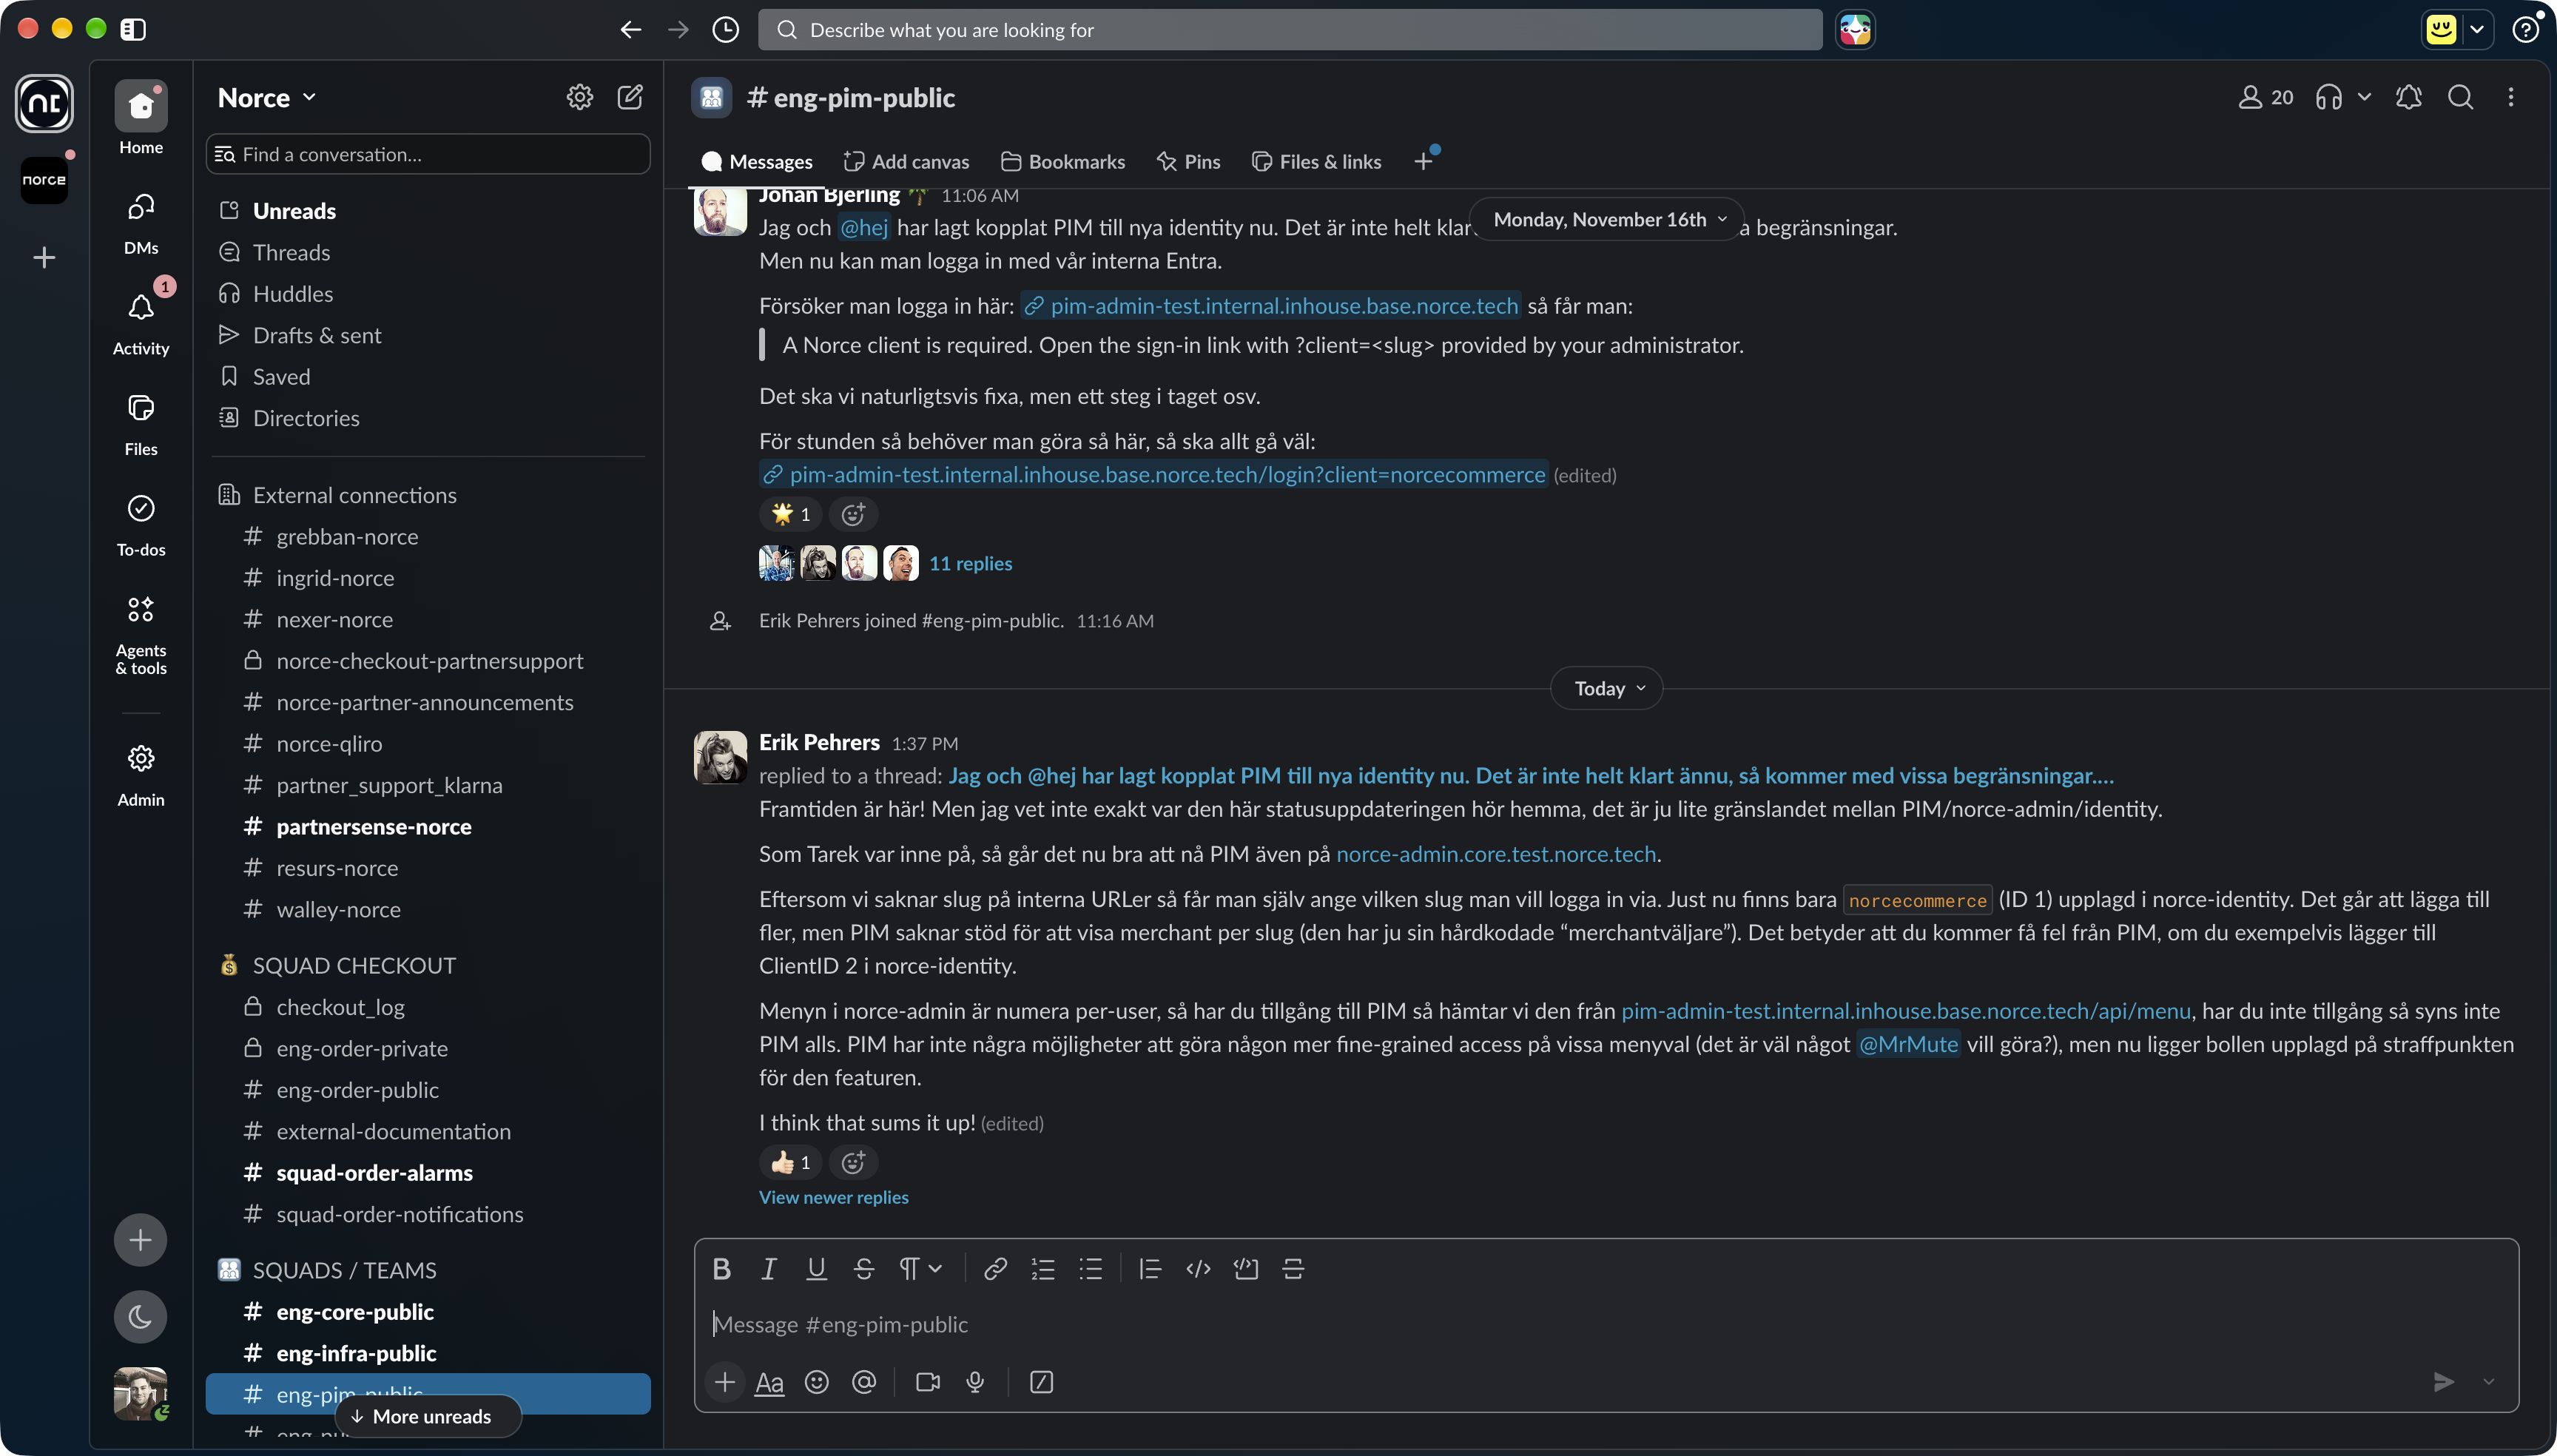 Describe what you are looking for
Home
norce
DMs
1
Activity
Files
To-dos
Agents
& tools
Admin
Norce
Find a conversation...
Unreads
Threads
Huddles
Drafts & sent
Saved
Directories
External connections
# grebban-norce
# ingrid-norce
# nexer-norce
norce-checkout-partnersupport
# norce-partner-announcements
# norce-qliro
# partner_support_klarna
# partnersense-norce
# resurs-norce
# walley-norce
SQUAD CHECKOUT
checkout_log
eng-order-private
# eng-order-public
# external-documentation
# squad-order-alarms
# squad-order-notifications
SQUADS / TEAMS
# eng-core-public
# eng-infra-public
# eng-pim-public
More unreads
# eng-pim-public
20
Messages
Add canvas
Bookmarks
Pins
Files & links
Johan Bjerling 11:06 AM
Monday, November 16th
Jag och @hej har lagt kopplat PIM till nya identity nu. Det är inte helt klar a begränsningar.
Men nu kan man logga in med vår interna Entra.
Försöker man logga in här: pim-admin-test.internal.inhouse.base.norce.tech så får man:
A Norce client is required. Open the sign-in link with ?client=<slug> provided by your administrator.
Det ska vi naturligtsvis fixa, men ett steg i taget osv.
För stunden så behöver man göra så här, så ska allt gå väl:
pim-admin-test.internal.inhouse.base.norce.tech/login?client=norcecommerce (edited)
1
11 replies
Erik Pehrers joined #eng-pim-public. 11:16 AM
Today
Erik Pehrers 1:37 PM
replied to a thread: Jag och @hej har lagt kopplat PIM till nya identity nu. Det är inte helt klart ännu, så kommer med vissa begränsningar....
Framtiden är här! Men jag vet inte exakt var den här statusuppdateringen hör hemma, det är ju lite gränslandet mellan PIM/norce-admin/identity.
Som Tarek var inne på, så går det nu bra att nå PIM även på norce-admin.core.test.norce.tech.
Eftersom vi saknar slug på interna URLer så får man själv ange vilken slug man vill logga in via. Just nu finns bara norcecommerce (ID 1) upplagd i norce-identity. Det går att lägga till
fler, men PIM saknar stöd för att visa merchant per slug (den har ju sin hårdkodade “merchantväljare”). Det betyder att du kommer få fel från PIM, om du exempelvis lägger till
ClientID 2 i norce-identity.
Menyn i norce-admin är numera per-user, så har du tillgång till PIM så hämtar vi den från pim-admin-test.internal.inhouse.base.norce.tech/api/menu, har du inte tillgång så syns inte
PIM alls. PIM har inte några möjligheter att göra någon mer fine-grained access på vissa menyval (det är väl något @MrMute vill göra?), men nu ligger bollen upplagd på straffpunkten
för den featuren.
I think that sums it up! (edited)
1
View newer replies
Message #eng-pim-public
Aa